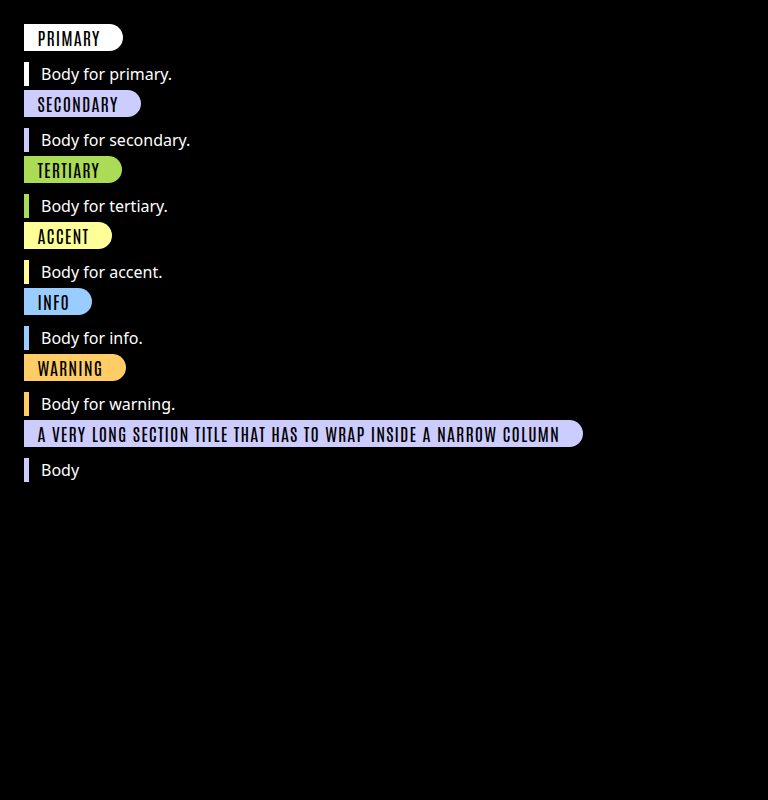 PRIMARY
Body for primary.
SECONDARY
Body for secondary.
TERTIARY
Body for tertiary.
ACCENT
Body for accent.
INFO
Body for info.
WARNING
Body for warning.
A VERY LONG SECTION TITLE THAT HAS TO WRAP INSIDE A NARROW COLUMN
Body